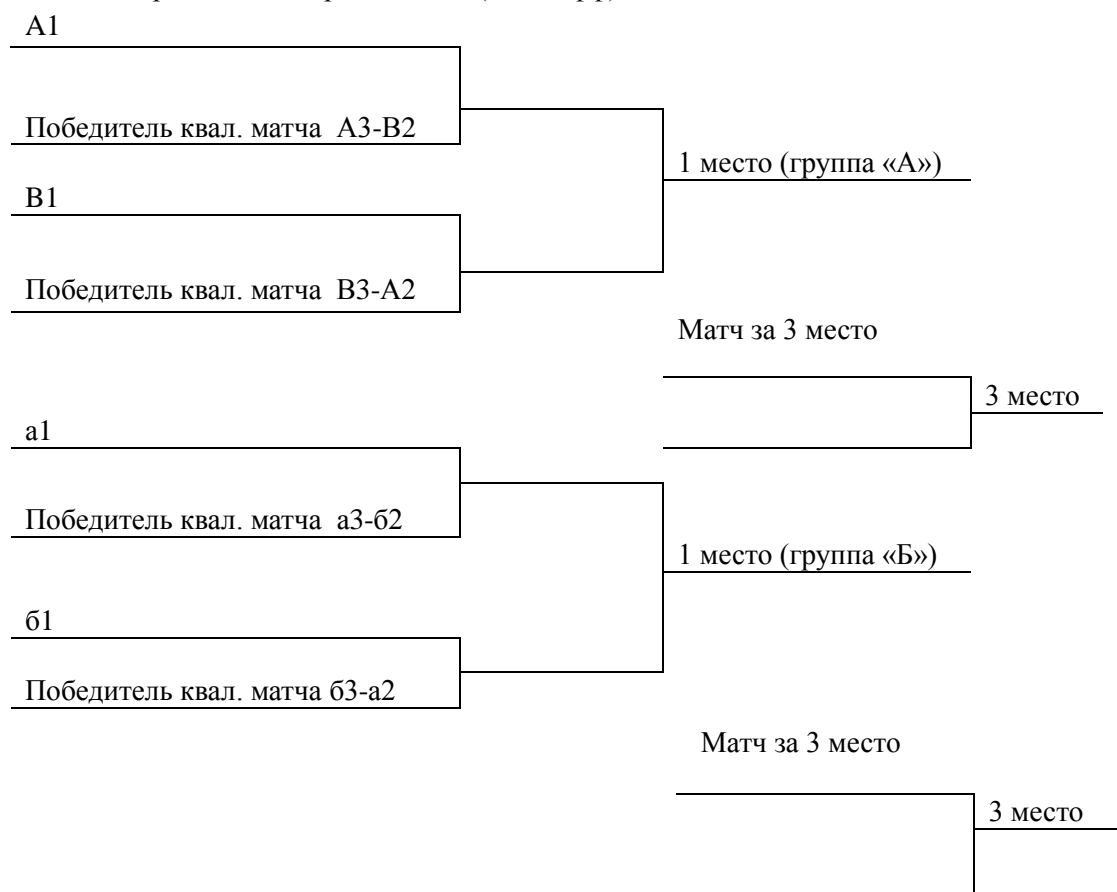 А1
Победитель квал. матча А3-В2
1 место (группа «А»)
В1
Победитель квал. матча В3-А2
Матч за 3 место
3 место
а1
Победитель квал. матча а3-б2
1 место (группа «Б»)
б1
Победитель квал. матча б3-а2
Матч за 3 место
3 место